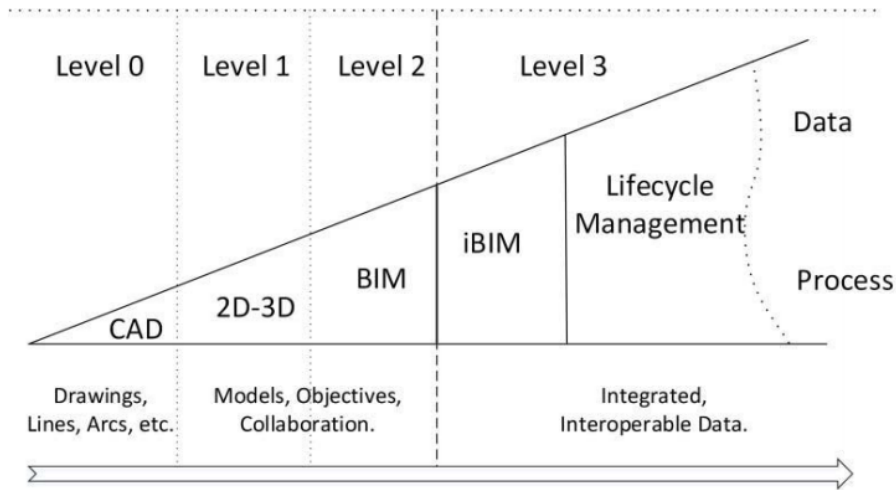 Level 0
Level 1
Level 2
Level 3
Data
Lifecycle
Management
iBIM
BIM
Process
2D-3D
CAD
Drawings,
Lines, Arcs, etc.
Models, Objectives,
Collaboration.
Integrated,
Interoperable Data.